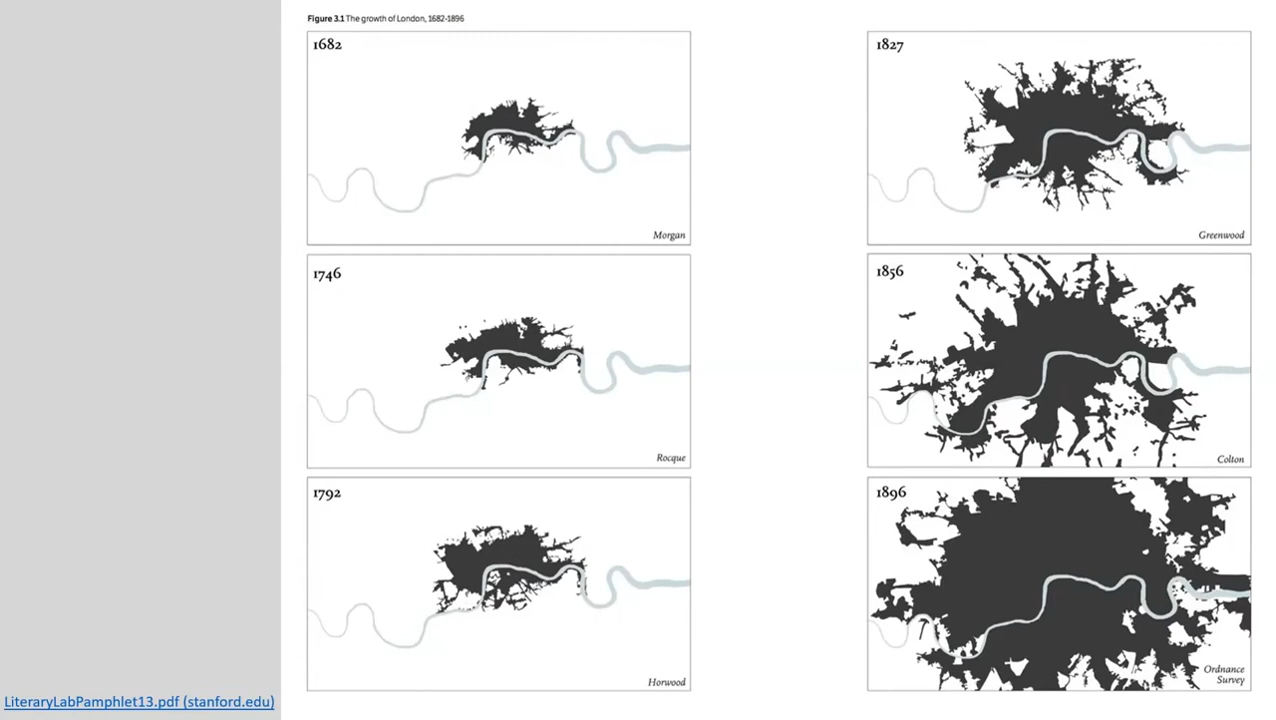 Figure 3.1 The growth of London, 1682-1896
1682
Morgan
1746
Rocque
1792
Horwood
1827
Greenwood
1856
Colton
1896
Ordnance
Survey
LiteraryLabPamphlet13.pdf (stanford.edu)